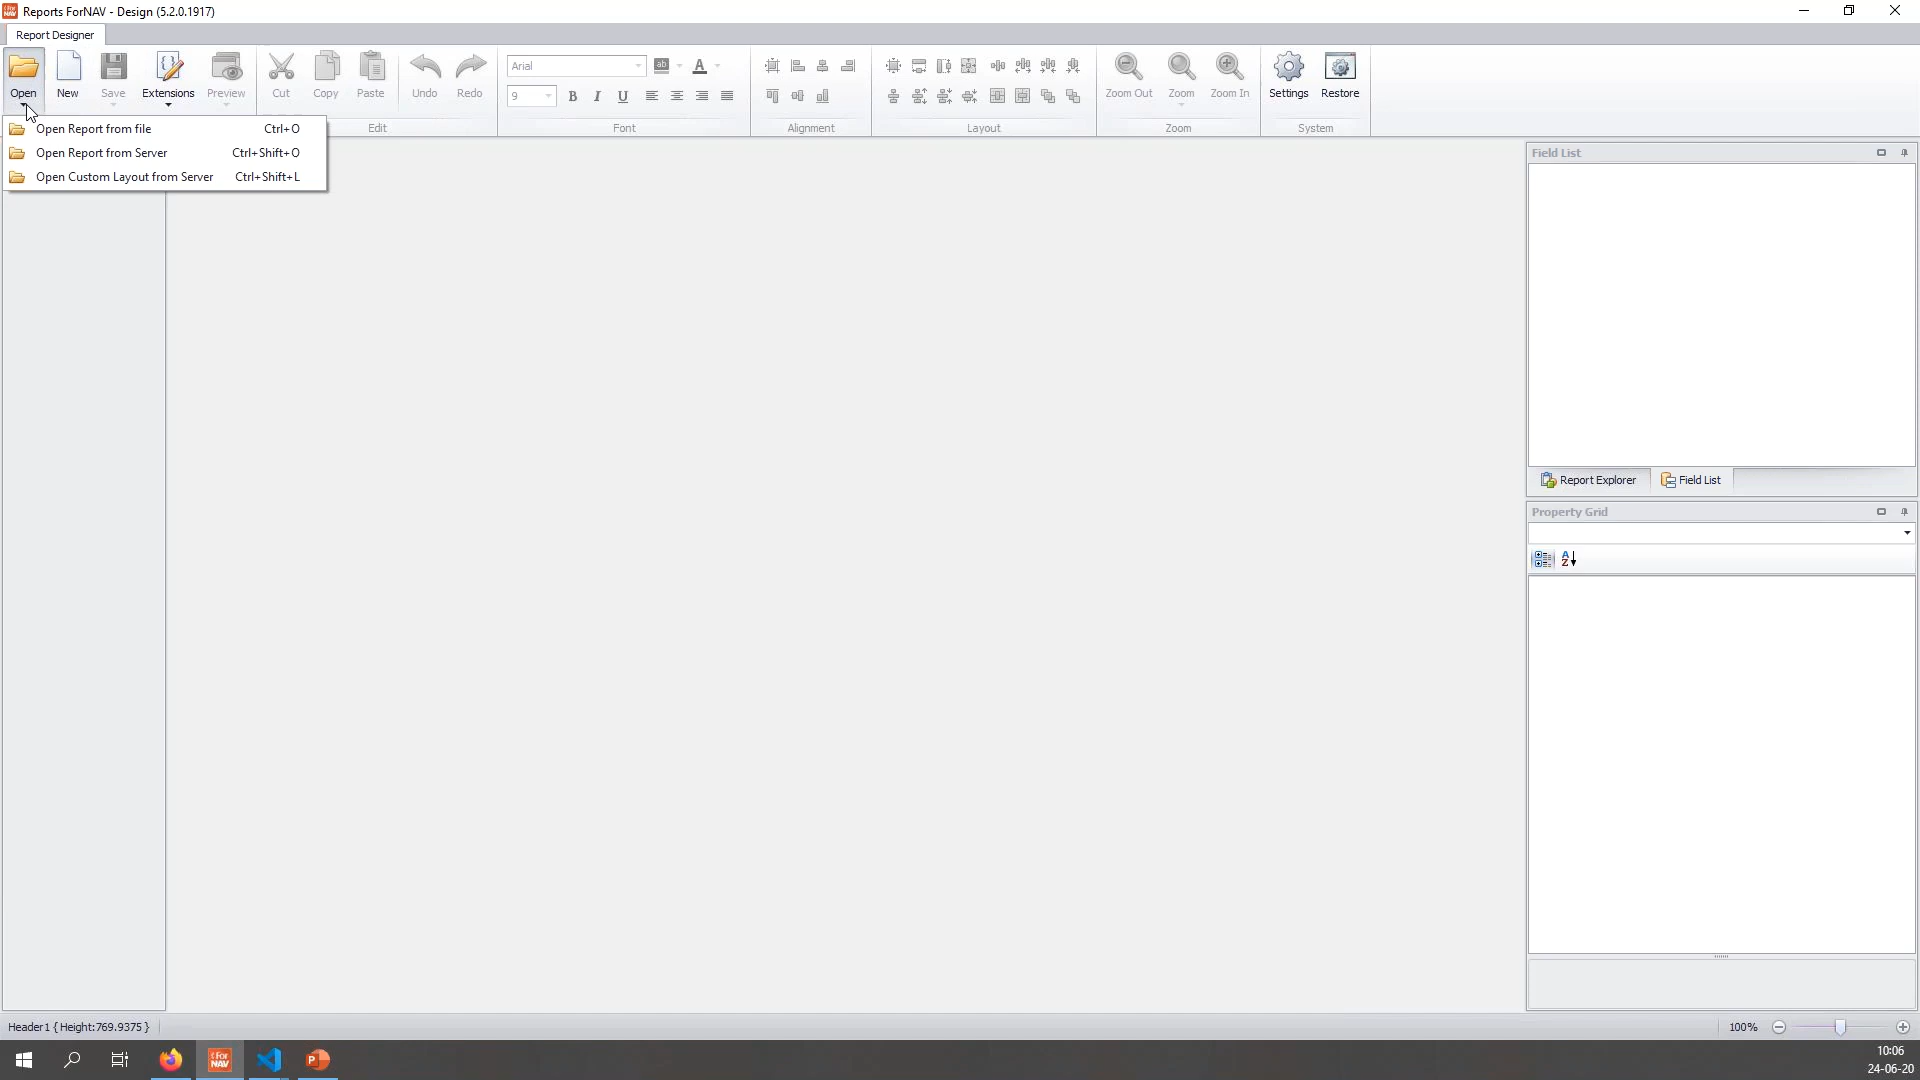 Reports ForNAV - Design (5.2.0.1917)
Report Designer
Open
New
Save
Extensions
Preview
Cut
Copy
Paste
Undo
Redo
Arial
9
B I U
Zoom Out
Zoom
Zoom In
Settings
Restore
Edit
Font
Alignment
Layout
Zoom
System
Open Report from file Ctrl+O
Open Report from Server Ctrl+Shift+O
Open Custom Layout from Server Ctrl+Shift+L
Field List
Report Explorer
Field List
Property Grid
Header1 { Height:769.9375 }
100%
10:06
24-06-20